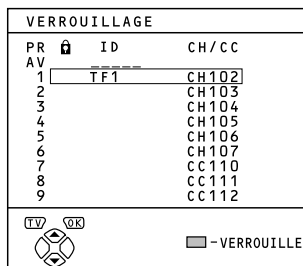 VERROUILLAGE
PR ID CH/CC
AV _____
1 TF1 CH102
2 CH103
3 CH104
4 CH105
5 CH106
6 CH107
7 CC110
8 CC111
9 CC112
TV OK
-VERROUILLE